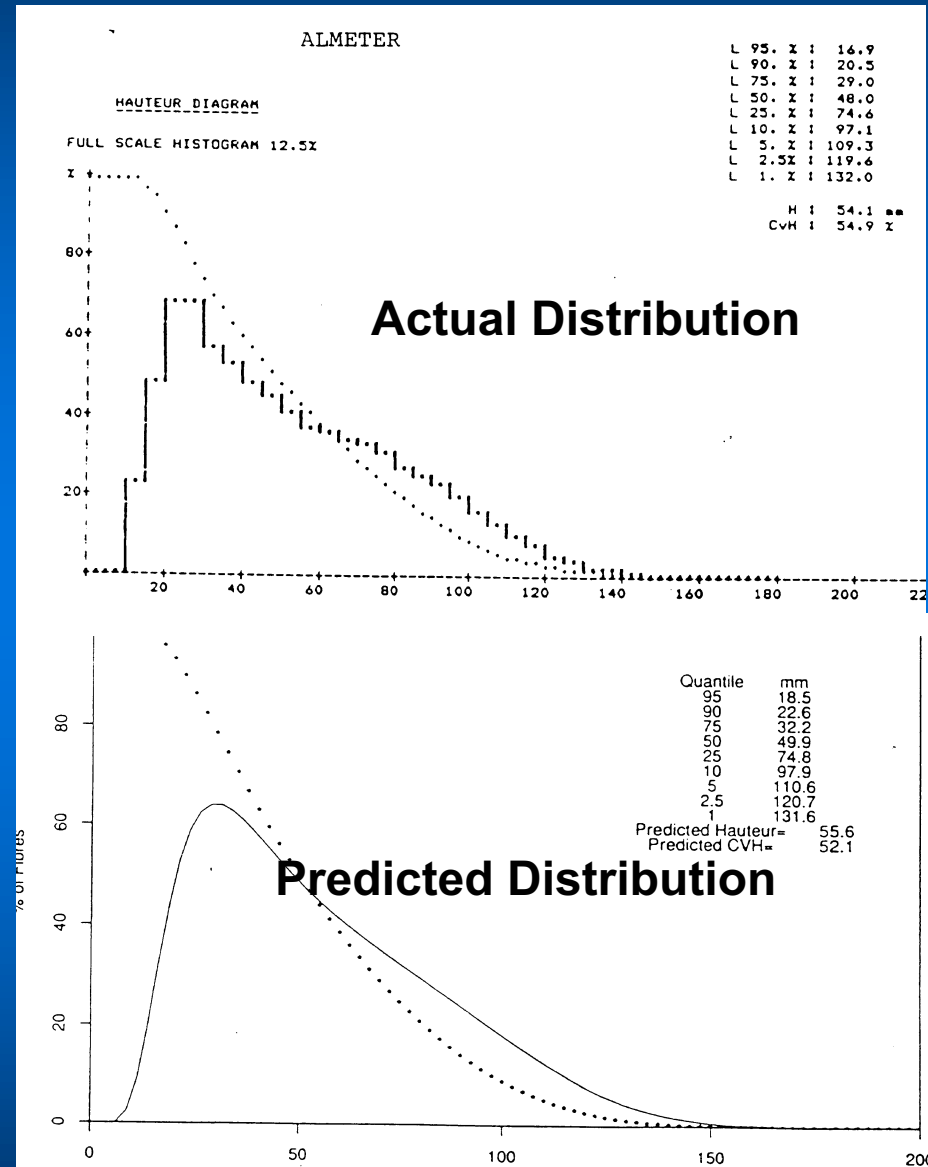 ALMETER
L 95. % : 16.9
L 90. % : 20.5
L 75. % : 29.0
L 50. % : 48.0
L 25. % : 74.6
L 10. % : 97.1
L 5. % : 109.3
L 2.5% : 119.6
L 1. % : 132.0
H : 54.1 mm
CvH : 54.9 %
HAUTEUR DIAGRAM
FULL SCALE HISTOGRAM 12.5%
%
80
60
40
20
Actual Distribution
20 40 60 80 100 120 140 160 180 200 22
Quantile mm
95 18.5
90 22.6
75 32.2
50 49.9
25 74.8
10 97.9
5 110.6
2.5 120.7
1 131.6
Predicted Hauteur= 55.6
Predicted CVH= 52.1
Predicted Distribution
% of Fibres
80
60
40
20
0
0 50 100 150 200